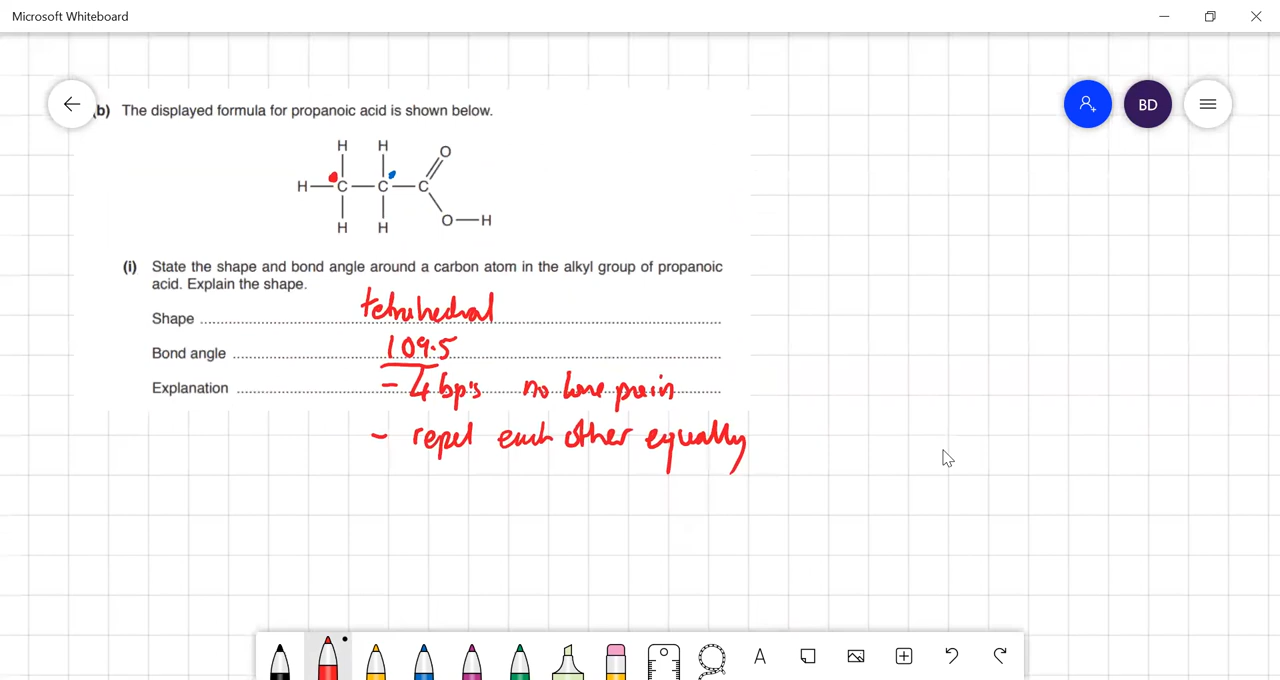 Microsoft Whiteboard
BD
(b) The displayed formula for propanoic acid is shown below.
H H O
H C C C
H H O H
(i) State the shape and bond angle around a carbon atom in the alkyl group of propanoic
acid. Explain the shape.
Shape tetrahedral
Bond angle 109.5
Explanation - 4 bp's no lone pain
- repel each other equally
A